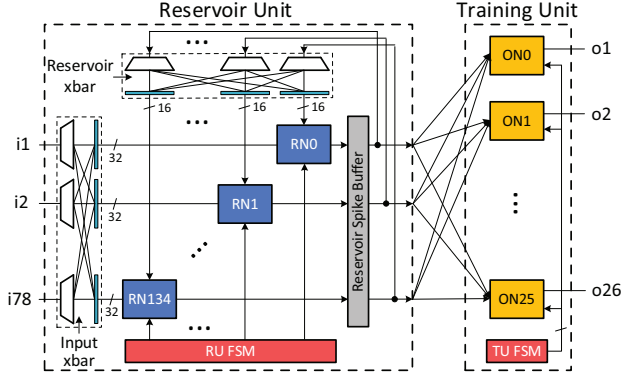 Reservoir Unit
Training Unit
Reservoir
xbar
16
16
16
i1
32
RN0
i2
32
RN1
i78
32
RN134
Input
xbar
RU FSM
Reservoir Spike Buffer
ON0
o1
ON1
o2
ON25
o26
TU FSM